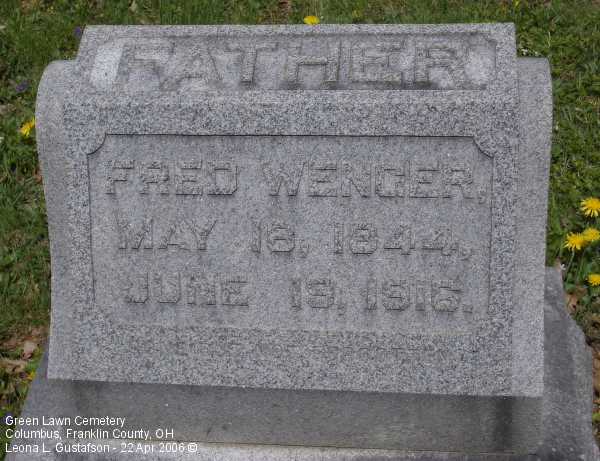 FATHER
FRED WENGER,
MAY 18, 1844,
JUNE 19, 1916.
Green Lawn Cemetery
Columbus, Franklin County, OH
Leona L. Gustafson - 22 Apr 2006 ©